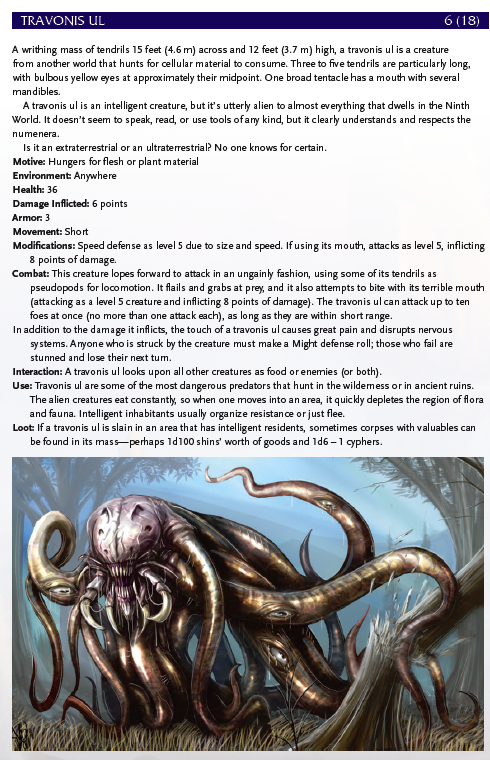 TRAVONIS UL 6 (18)
A writhing mass of tendrils 15 feet (4.6 m) across and 12 feet (3.7 m) high, a travonis ul is a creature
from another world that hunts for cellular material to consume. Three to five tendrils are particularly long,
with bulbous yellow eyes at approximately their midpoint. One broad tentacle has a mouth with several
mandibles.
A travonis ul is an intelligent creature, but it's utterly alien to almost everything that dwells in the Ninth
World. It doesn't seem to speak, read, or use tools of any kind, but it clearly understands and respects the
numenera.
Is it an extraterrestrial or an ultraterrestrial? No one knows for certain.
Motive: Hungers for flesh or plant material
Environment: Anywhere
Health: 36
Damage Inflicted: 6 points
Armor: 3
Movement: Short
Modifications: Speed defense as level 5 due to size and speed. If using its mouth, attacks as level 5, inflicting
8 points of damage.
Combat: This creature lopes forward to attack in an ungainly fashion, using some of its tendrils as
pseudopods for locomotion. It flails and grabs at prey, and it also attempts to bite with its terrible mouth
(attacking as a level 5 creature and inflicting 8 points of damage). The travonis ul can attack up to ten
foes at once (no more than one attack each), as long as they are within short range.
In addition to the damage it inflicts, the touch of a travonis ul causes great pain and disrupts nervous
systems. Anyone who is struck by the creature must make a Might defense roll; those who fail are
stunned and lose their next turn.
Interaction: A travonis ul looks upon all other creatures as food or enemies (or both).
Use: Travonis ul are some of the most dangerous predators that hunt in the wilderness or in ancient ruins.
The alien creatures eat constantly, so when one moves into an area, it quickly depletes the region of flora
and fauna. Intelligent inhabitants usually organize resistance or just flee.
Loot: If a travonis ul is slain in an area that has intelligent residents, sometimes corpses with valuables can
be found in its mass—perhaps 1d100 shins' worth of goods and 1d6 – 1 cyphers.